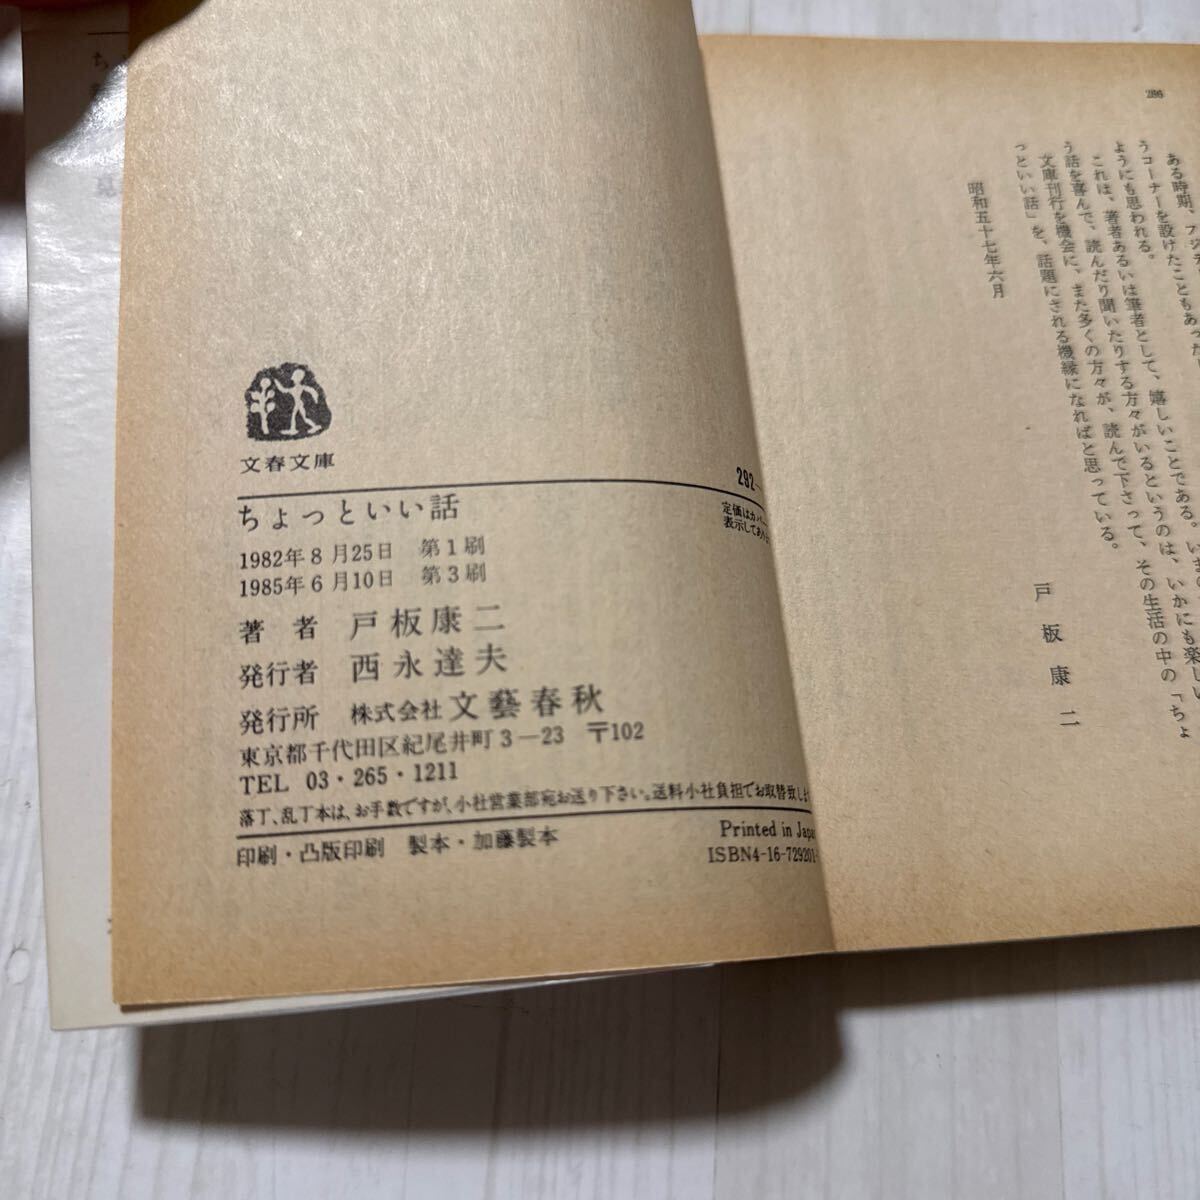 286
ある時期、フジテ
うコーナーを設けたこともあった
ようにも思われる。
これは、著者あるいは筆者として、嬉しいことである。いまの
う話を喜んで、読んだり聞いたりする方々がいるというのは、いかにも楽しい
文庫刊行を機会に、また多くの方々が、読んで下さって、その生活の中の「ちょ
っといい話」を、話題にされる機縁になればと思っている。
昭和五十七年六月
戸板康二
文春文庫
292-
ちょっといい話
定価はカバー
表示してあり
1982年8月25日 第1刷
1985年6月10日 第3刷
著者 戸板康二
発行者 西永達夫
発行所 株式会社 文藝春秋
東京都千代田区紀尾井町3—23 〒102
TEL 03・265・1211
落丁、乱丁本は、お手数ですが、小社営業部宛お送り下さい。送料小社負担でお取替致しま
印刷・凸版印刷 製本・加藤製本
Printed in Japan
ISBN4-16-729201-